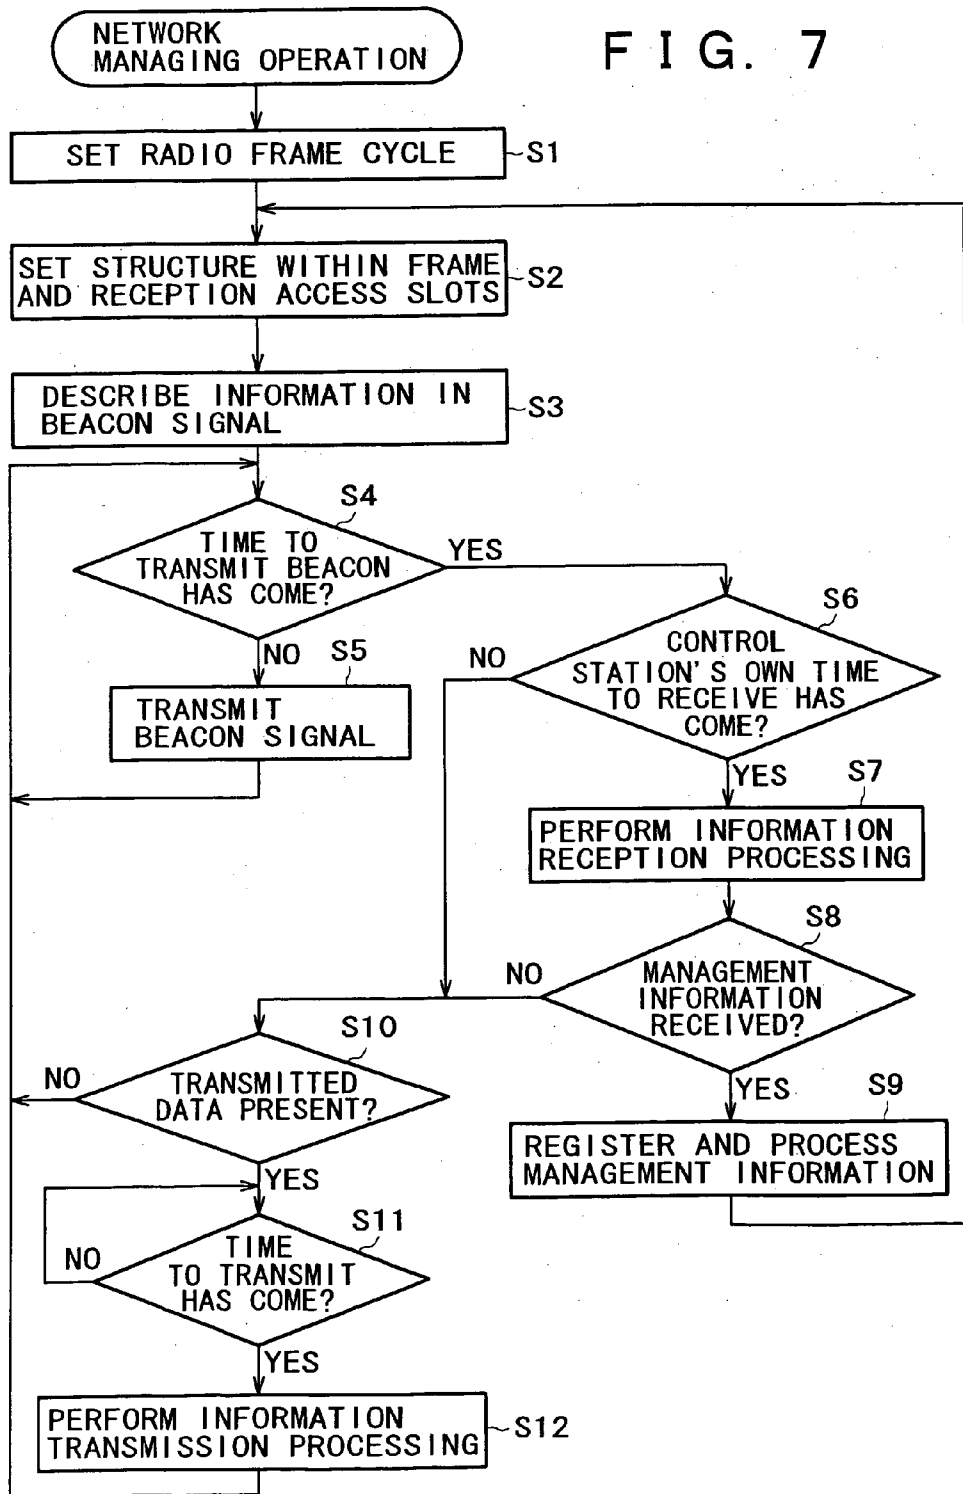 NETWORK
MANAGING OPERATION
FIG. 7
SET RADIO FRAME CYCLE
S1
SET STRUCTURE WITHIN FRAME
AND RECEPTION ACCESS SLOTS
S2
DESCRIBE INFORMATION IN
BEACON SIGNAL
S3
S4
TIME TO
TRANSMIT BEACON
HAS COME?
YES
NO
S5
TRANSMIT
BEACON SIGNAL
S6
CONTROL
STATION'S OWN TIME
TO RECEIVE HAS
COME?
NO
YES
S7
PERFORM INFORMATION
RECEPTION PROCESSING
S8
MANAGEMENT
INFORMATION
RECEIVED?
NO
YES
S9
REGISTER AND PROCESS
MANAGEMENT INFORMATION
S10
TRANSMITTED
DATA PRESENT?
NO
YES
S11
TIME
TO TRANSMIT
HAS COME?
NO
YES
PERFORM INFORMATION
TRANSMISSION PROCESSING
S12